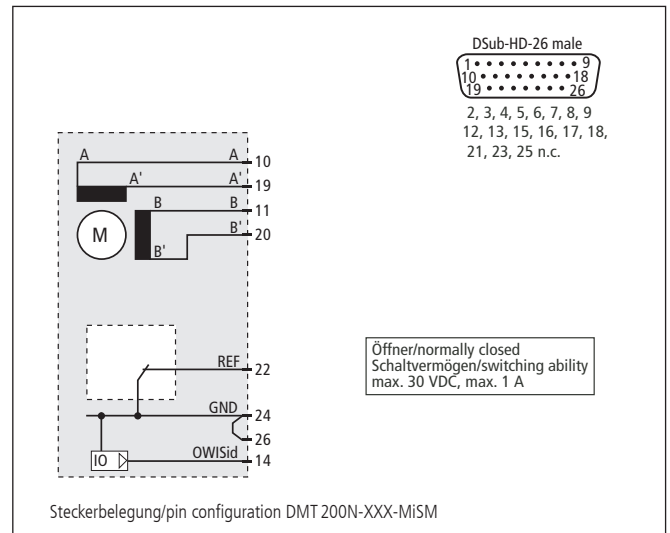 DSub-HD-26 male
1 9
10 18
19 26
2, 3, 4, 5, 6, 7, 8, 9
12, 13, 15, 16, 17, 18,
21, 23, 25 n.c.
A A 10
A' A' 19
B B 11
M
B' B' 20
REF 22
GND 24
26
IO OWISid 14
Öffner/normally closed
Schaltvermögen/switching ability
max. 30 VDC, max. 1 A
Steckerbelegung/pin configuration DMT 200N-XXX-MiSM